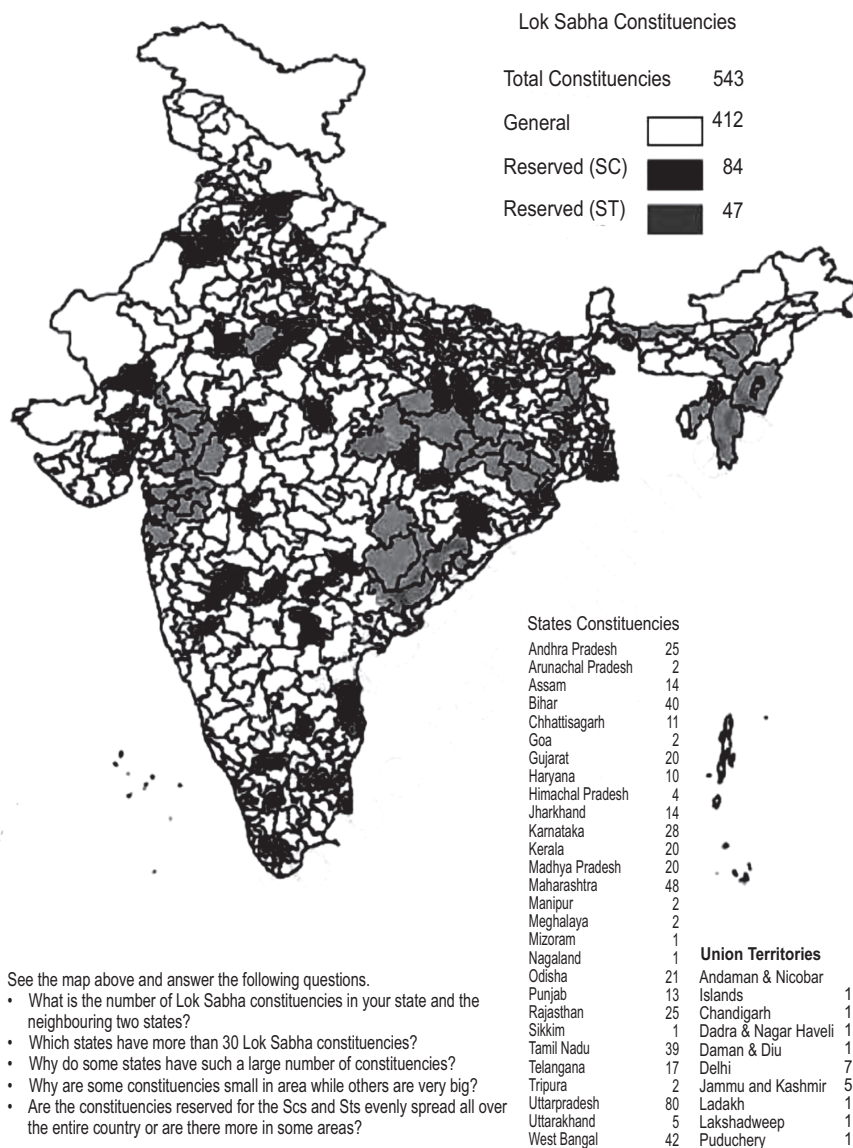 Lok Sabha Constituencies
Total Constituencies 543
General 412
Reserved (SC) 84
Reserved (ST) 47
States Constituencies
Andhra Pradesh 25
Arunachal Pradesh 2
Assam 14
Bihar 40
Chhattisagarh 11
Goa 2
Gujarat 20
Haryana 10
Himachal Pradesh 4
Jharkhand 14
Karnataka 28
Kerala 20
Madhya Pradesh 20
Maharashtra 48
Manipur 2
Meghalaya 2
Mizoram 1
Nagaland 1
Odisha 21
Punjab 13
Rajasthan 25
Sikkim 1
Tamil Nadu 39
Telangana 17
Tripura 2
Uttarpradesh 80
Uttarakhand 5
West Bangal 42
Union Territories
Andaman & Nicobar
Islands 1
Chandigarh 1
Dadra & Nagar Haveli 1
Daman & Diu 1
Delhi 7
Jammu and Kashmir 5
Ladakh 1
Lakshadweep 1
Puduchery 1
See the map above and answer the following questions.
• What is the number of Lok Sabha constituencies in your state and the
neighbouring two states?
• Which states have more than 30 Lok Sabha constituencies?
• Why do some states have such a large number of constituencies?
• Why are some constituencies small in area while others are very big?
• Are the constituencies reserved for the Scs and Sts evenly spread all over
the entire country or are there more in some areas?